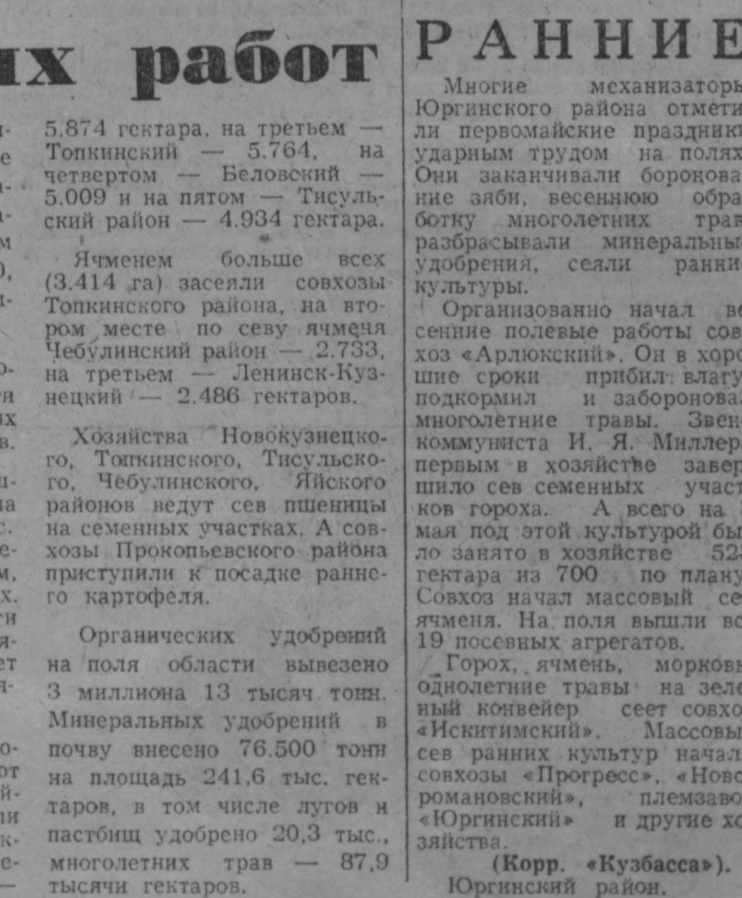 их работ
5.874 гектара, на третьем —
Топкинский — 5.764, на
четвертом — Беловский —
5.009 и на пятом — Тисуль-
ский район — 4.934 гектара.
Ячменем больше всех
(3.414 га) засеяли совхозы
Топкинского района, на вто-
ром месте по севу ячменя
Чебулинский район — 2.733,
на третьем — Ленинск-Куз-
нецкий — 2.486 гектаров.
Хозяйства Новокузнецко-
го, Топкинского, Тисульско-
го, Чебулинского, Яйского
районов ведут сев пшеницы
на семенных участках. А сов-
хозы Прокопьевского района
приступили к посадке ранне-
го картофеля.
Органических удобрений
на поля области вывезено
3 миллиона 13 тысяч тонн.
Минеральных удобрений в
почву внесено 76.500 тонн
на площадь 241,6 тыс. гек-
таров, в том числе лугов и
пастбищ удобрено 20,3 тыс.,
многолетних трав — 87,9
тысячи гектаров.
РАННИЕ
Многие механизаторы
Юргинского района отмети-
ли первомайские праздник
ударным трудом на полях.
Они заканчивали боронова-
ние зяби, весеннюю обра-
ботку многолетних трав,
разбрасывали минеральны
удобрения, сеяли ранни
культуры.
Организованно начал ве-
сенние полевые работы сов-
хоз «Арлюкский». Он в хоро-
шие сроки прибил влагу,
подкормил и заборонова
многолетние травы. Звен
коммуниста И. Я. Миллер
первым в хозяйстве завер-
шило сев семенных участ-
ков гороха. А всего на
мая под этой культурой бы-
ло занято в хозяйстве 523
гектара из 700 по плану.
Совхоз начал массовый се
ячменя. На поля вышли вс
19 посевных агрегатов.
Горох, ячмень, морковь
однолетние травы на зеле-
ный конвейер сеет совхо
«Искитимский». Массовы
сев ранних культур начал
совхозы «Прогресс», «Ново-
романовский», племзаво
«Юргинский» и другие хо-
зяйства.
(Корр. «Кузбасса»).
Юргинский район.